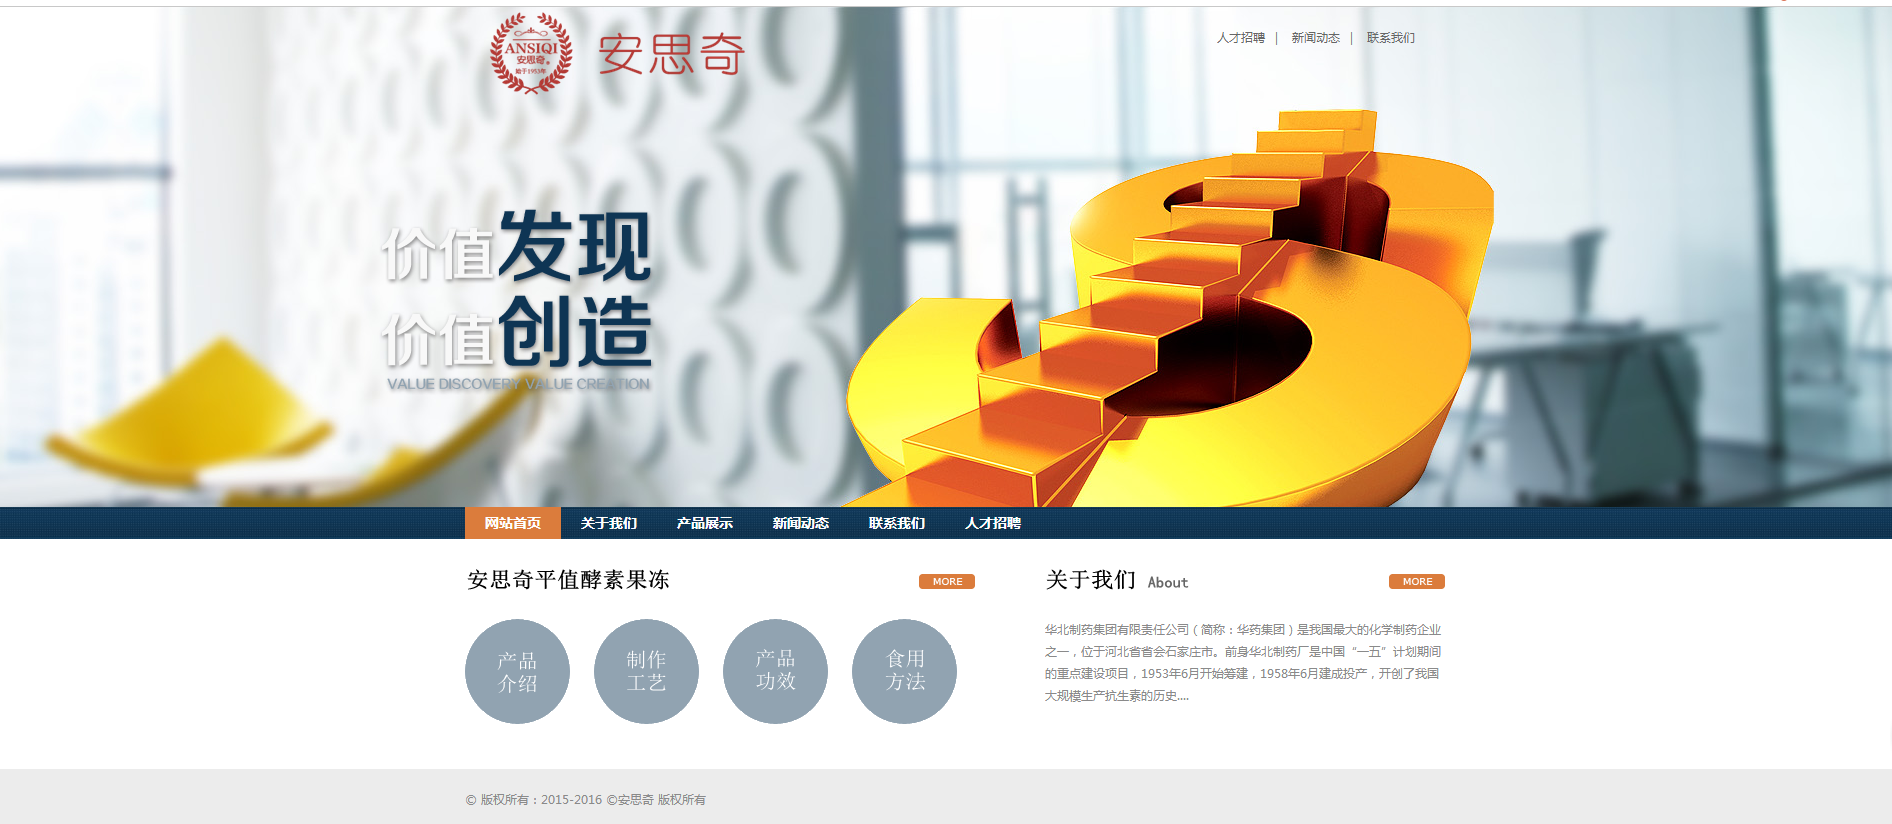 ANSIQI
安思奇®
始于1953年
安思奇
人才招聘 | 新闻动态 | 联系我们
价值发现
价值创造
VALUE DISCOVERY VALUE CREATION
网站首页 关于我们 产品展示 新闻动态 联系我们 人才招聘
安思奇平值酵素果冻
MORE
产品
介绍
制作
工艺
产品
功效
食用
方法
关于我们 About
MORE
华北制药集团有限责任公司（简称：华药集团）是我国最大的化学制药企业
之一，位于河北省省会石家庄市。前身华北制药厂是中国“一五”计划期间
的重点建设项目，1953年6月开始筹建，1958年6月建成投产，开创了我国
大规模生产抗生素的历史....
© 版权所有：2015-2016 ©安思奇 版权所有